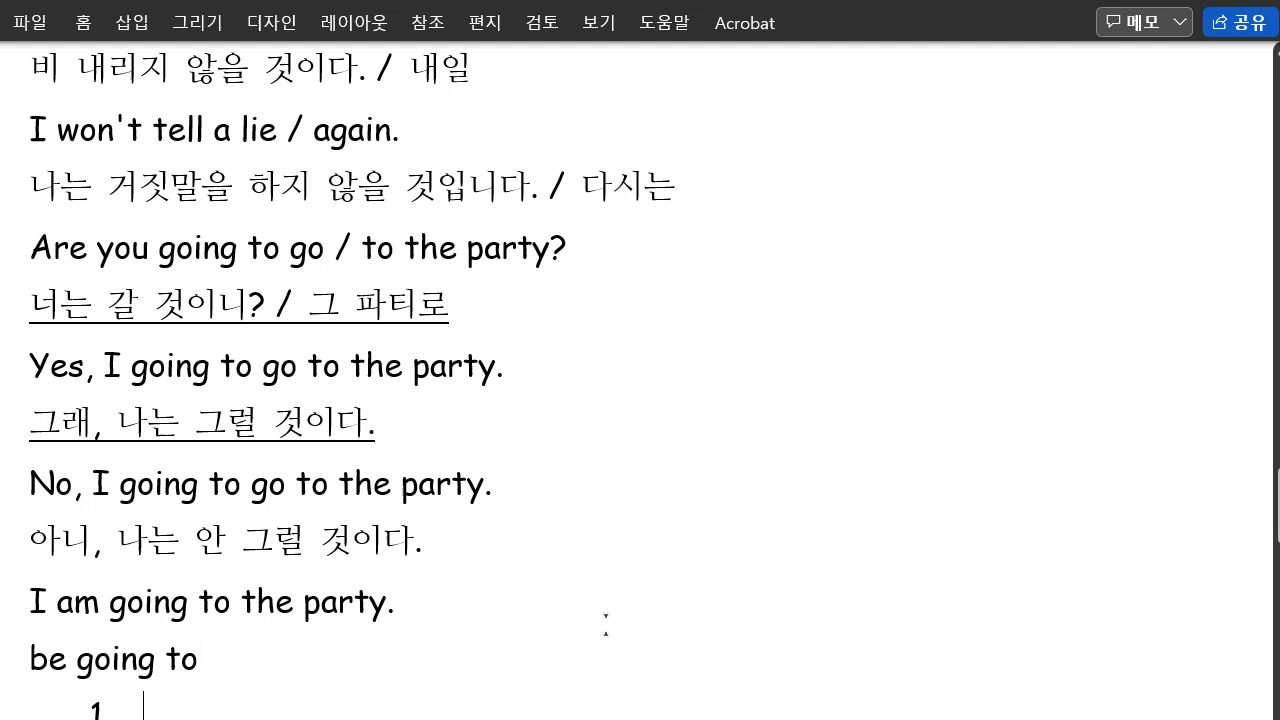 파일 홈 삽입 그리기 디자인 레이아웃 참조 편지 검토 보기 도움말 Acrobat 메모 공유
비 내리지 않을 것이다. / 내일
I won't tell a lie / again.
나는 거짓말을 하지 않을 것입니다. / 다시는
Are you going to go / to the party?
너는 갈 것이니? / 그 파티로
Yes, I going to go to the party.
그래, 나는 그럴 것이다.
No, I going to go to the party.
아니, 나는 안 그럴 것이다.
I am going to the party.
be going to
1.